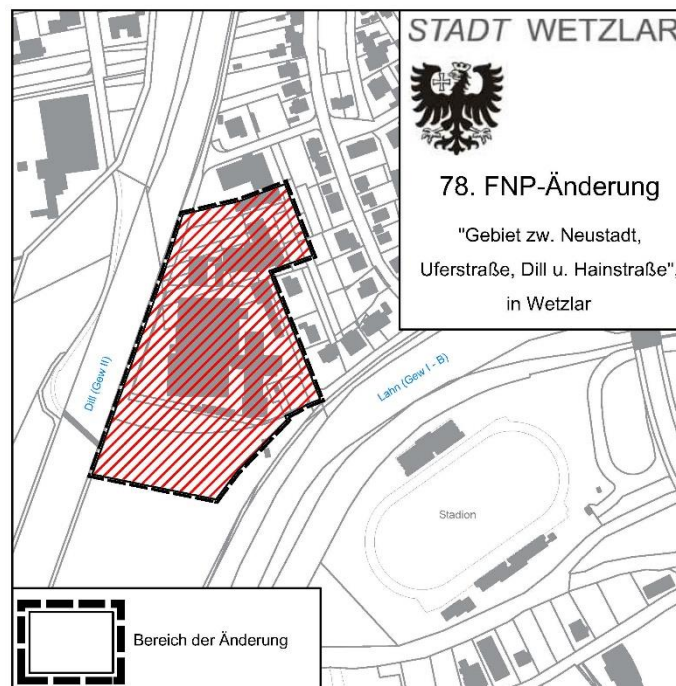 STADT WETZLAR
78. FNP-Änderung
"Gebiet zw. Neustadt,
Uferstraße, Dill u. Hainstraße",
in Wetzlar
Dill (Gew II)
Lahn (Gew I - B)
Stadion
Bereich der Änderung